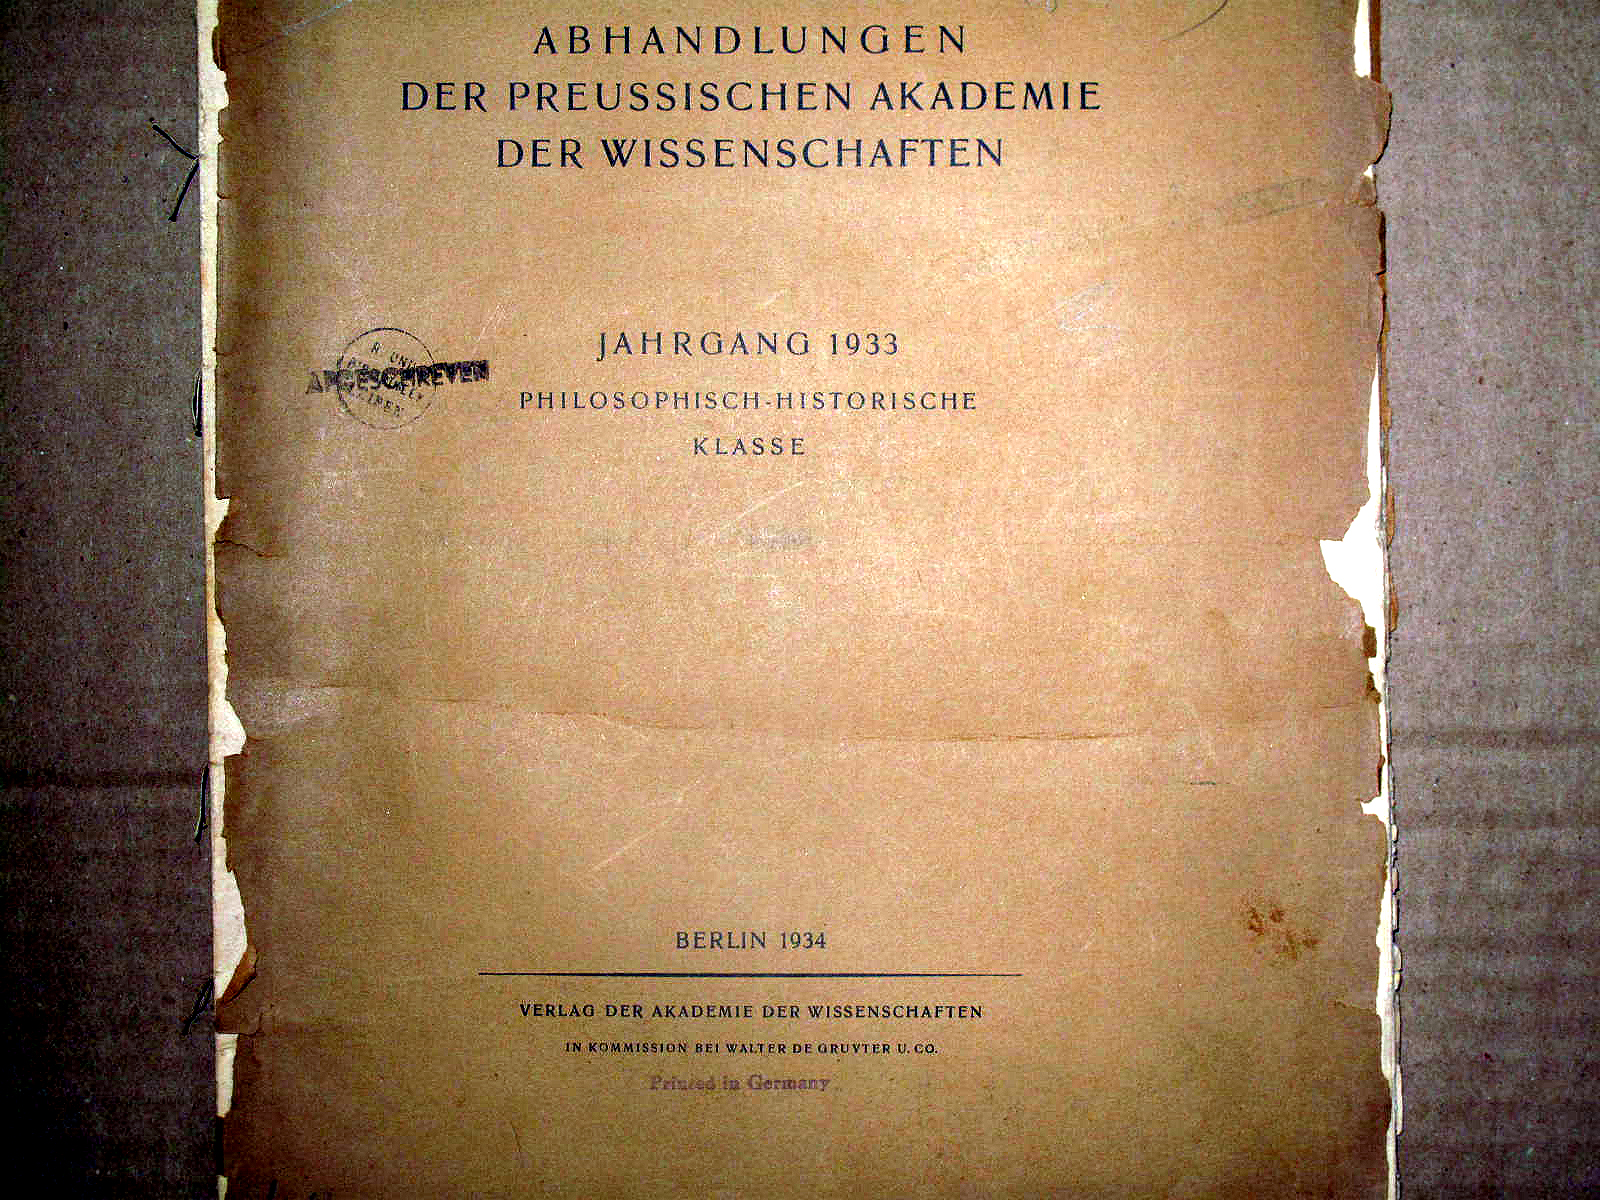 ABHANDLUNGEN
DER PREUSSISCHEN AKADEMIE
DER WISSENSCHAFTEN
JAHRGANG 1933
AFGESCHREVEN
PHILOSOPHISCH-HISTORISCHE
KLASSE
BERLIN 1934
VERLAG DER AKADEMIE DER WISSENSCHAFTEN
IN KOMMISSION BEI WALTER DE GRUYTER U. CO.
Printed in Germany